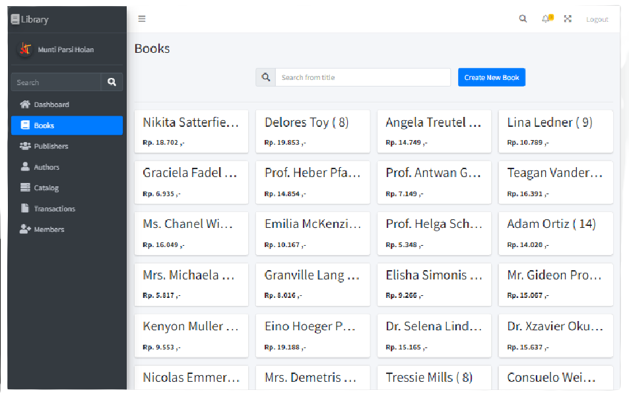 Library
Munti Parsi Holan
Search
Dashboard
Books
Publishers
Authors
Catalog
Transactions
Members
Logout
Books
Search from title
Create New Book
Nikita Satterfie...
Rp. 18.702 ,-
Delores Toy ( 8)
Rp. 19.853 ,-
Angela Treutel ...
Rp. 14.749 ,-
Lina Ledner ( 9)
Rp. 10.789 ,-
Graciela Fadel ...
Rp. 6.935 ,-
Prof. Heber Pfa...
Rp. 14.854 ,-
Prof. Antwan G...
Rp. 7.149 ,-
Teagan Vander...
Rp. 16.391 ,-
Ms. Chanel Wi...
Rp. 16.049 ,-
Emilia McKenzi...
Rp. 10.167 ,-
Prof. Helga Sch...
Rp. 5.348 ,-
Adam Ortiz ( 14)
Rp. 14.020 ,-
Mrs. Michaela ...
Rp. 5.817 ,-
Granville Lang ...
Rp. 8.016 ,-
Elisha Simonis ...
Rp. 9.266 ,-
Mr. Gideon Pro...
Rp. 15.067 ,-
Kenyon Muller ...
Rp. 9.553 ,-
Eino Hoeger P...
Rp. 19.188 ,-
Dr. Selena Lind...
Rp. 15.165 ,-
Dr. Xzavier Oku...
Rp. 15.637 ,-
Nicolas Emmer...
Mrs. Demetris ...
Tressie Mills ( 8)
Consuelo Wei...